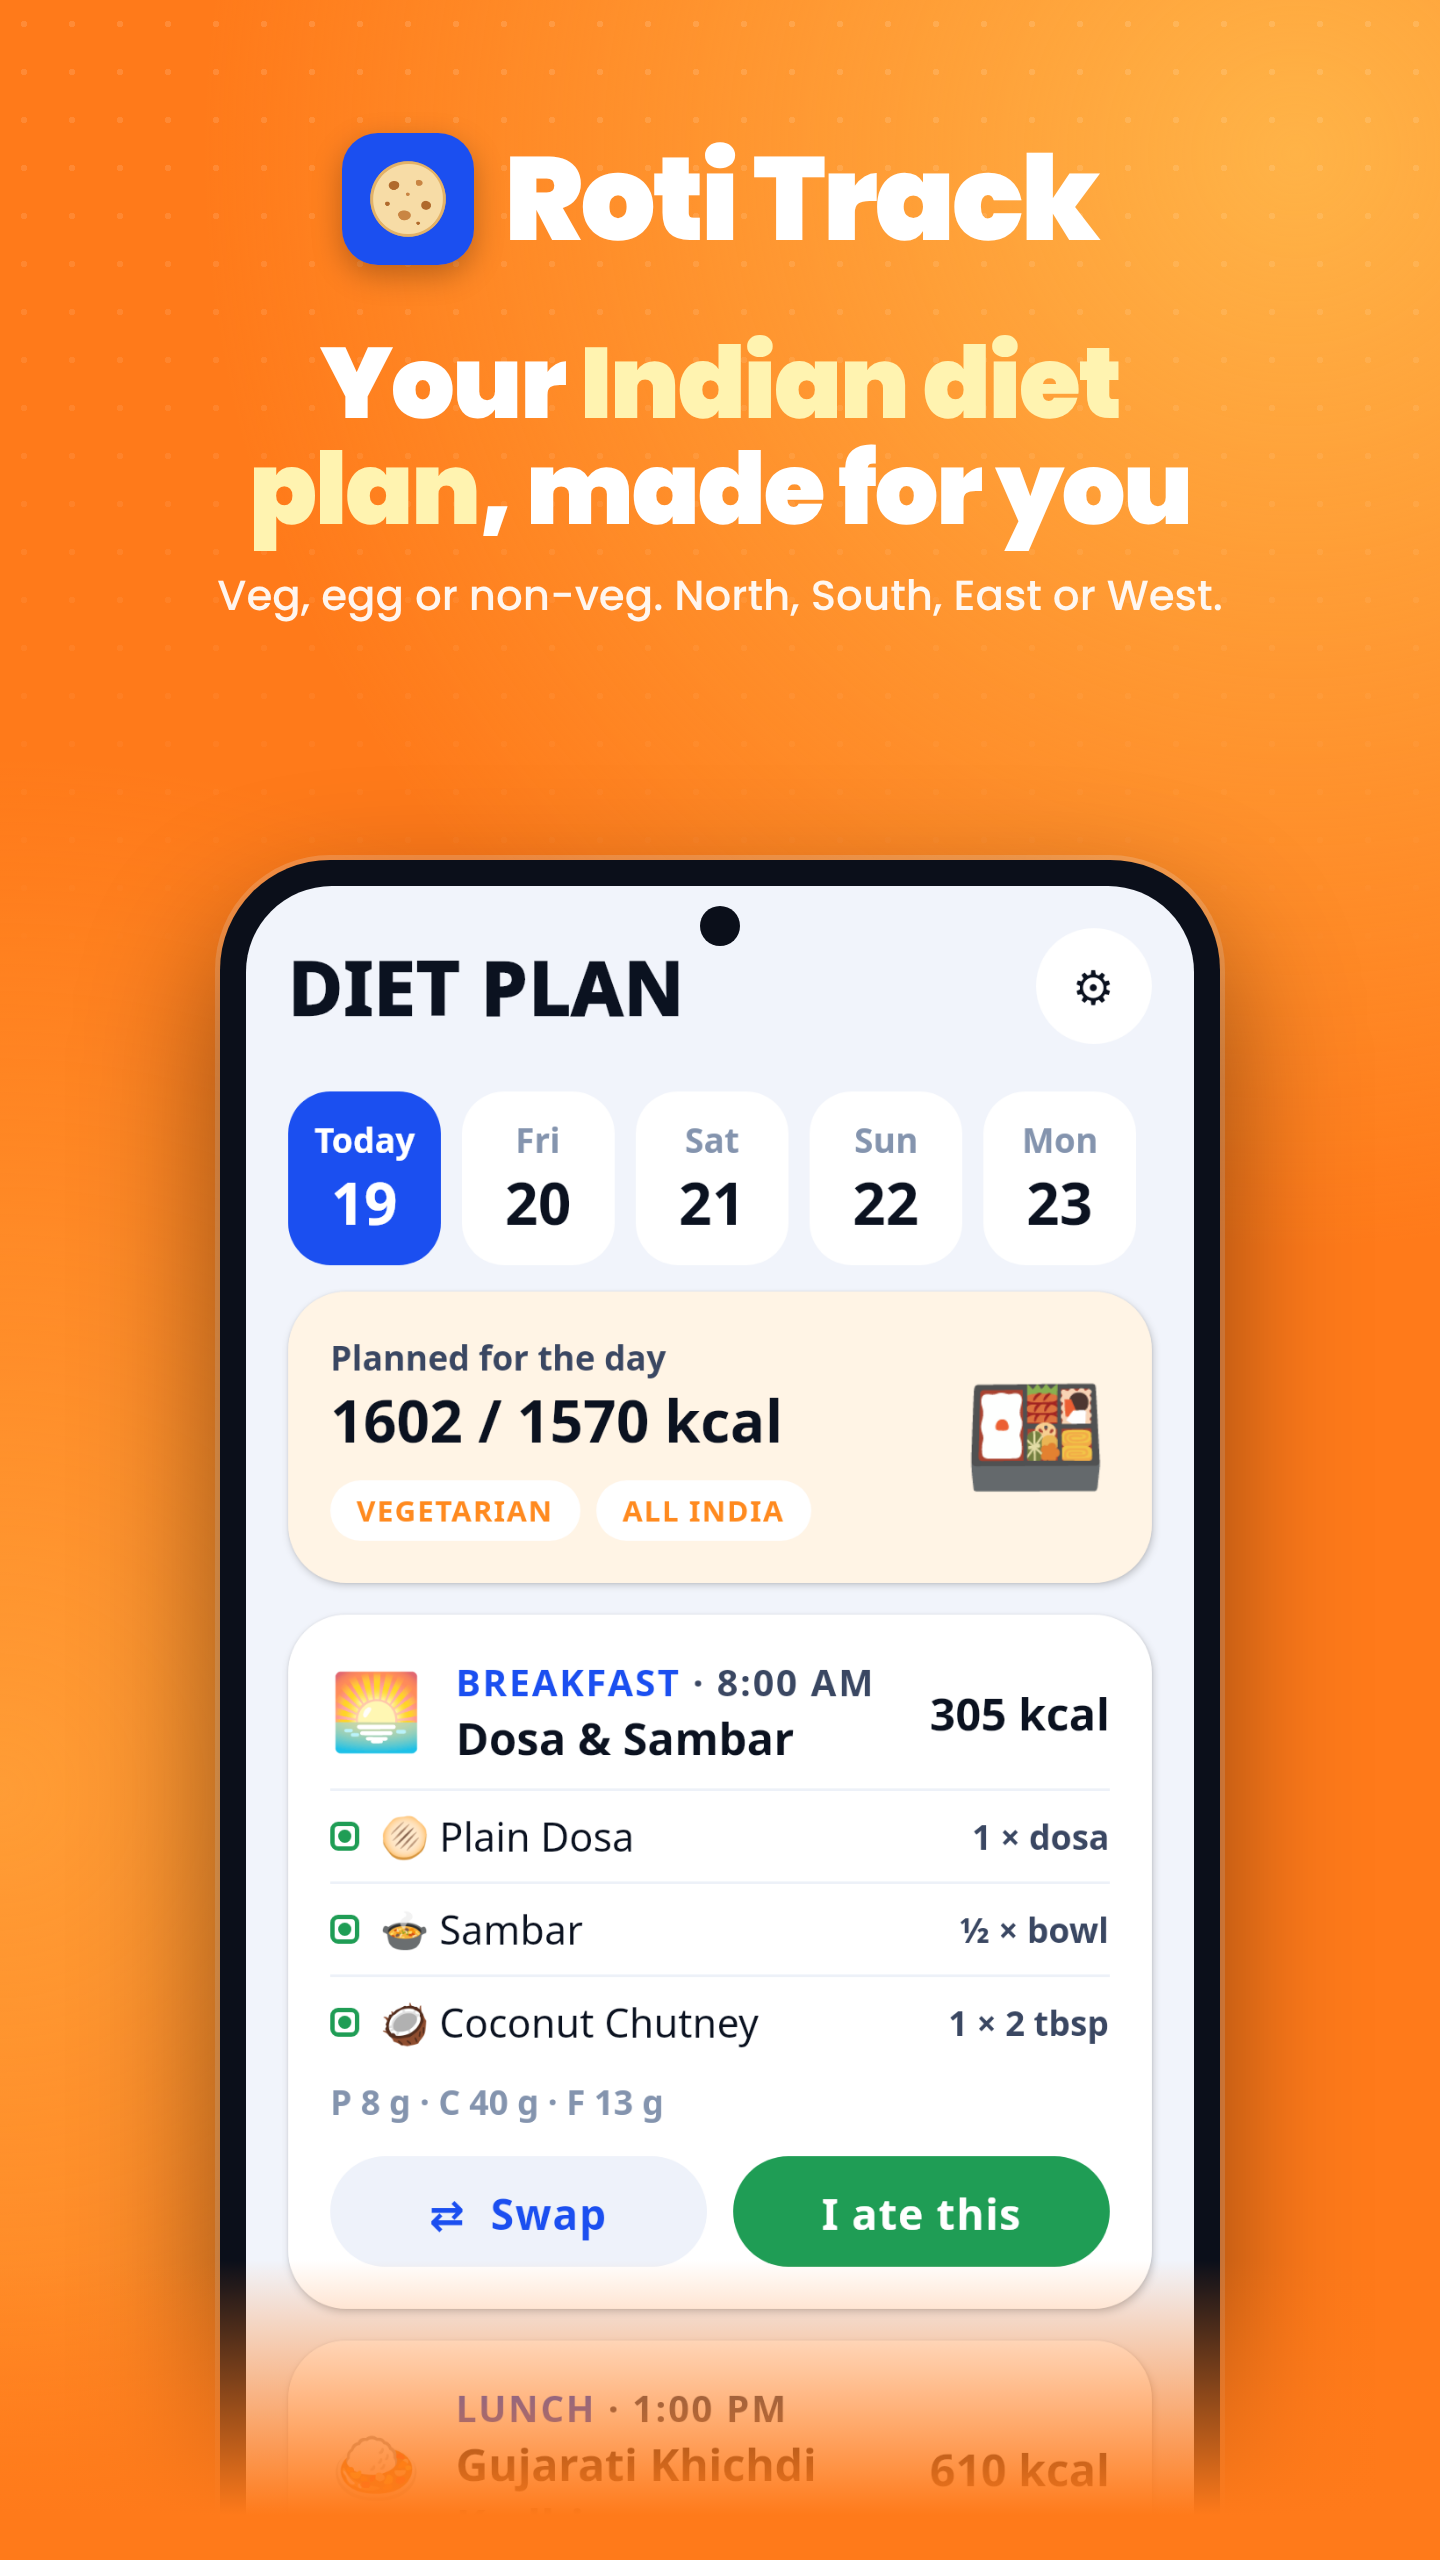 Roti Track
Your Indian diet
plan, made for you
Veg, egg or non-veg. North, South, East or West.
DIET PLAN
Today
19
Fri
20
Sat
21
Sun
22
Mon
23
Planned for the day
1602 / 1570 kcal
VEGETARIAN
ALL INDIA
BREAKFAST · 8:00 AM
Dosa & Sambar
305 kcal
Plain Dosa
1 × dosa
Sambar
½ × bowl
Coconut Chutney
1 × 2 tbsp
P 8 g · C 40 g · F 13 g
⇄ Swap
I ate this
LUNCH · 1:00 PM
Gujarati Khichdi
610 kcal